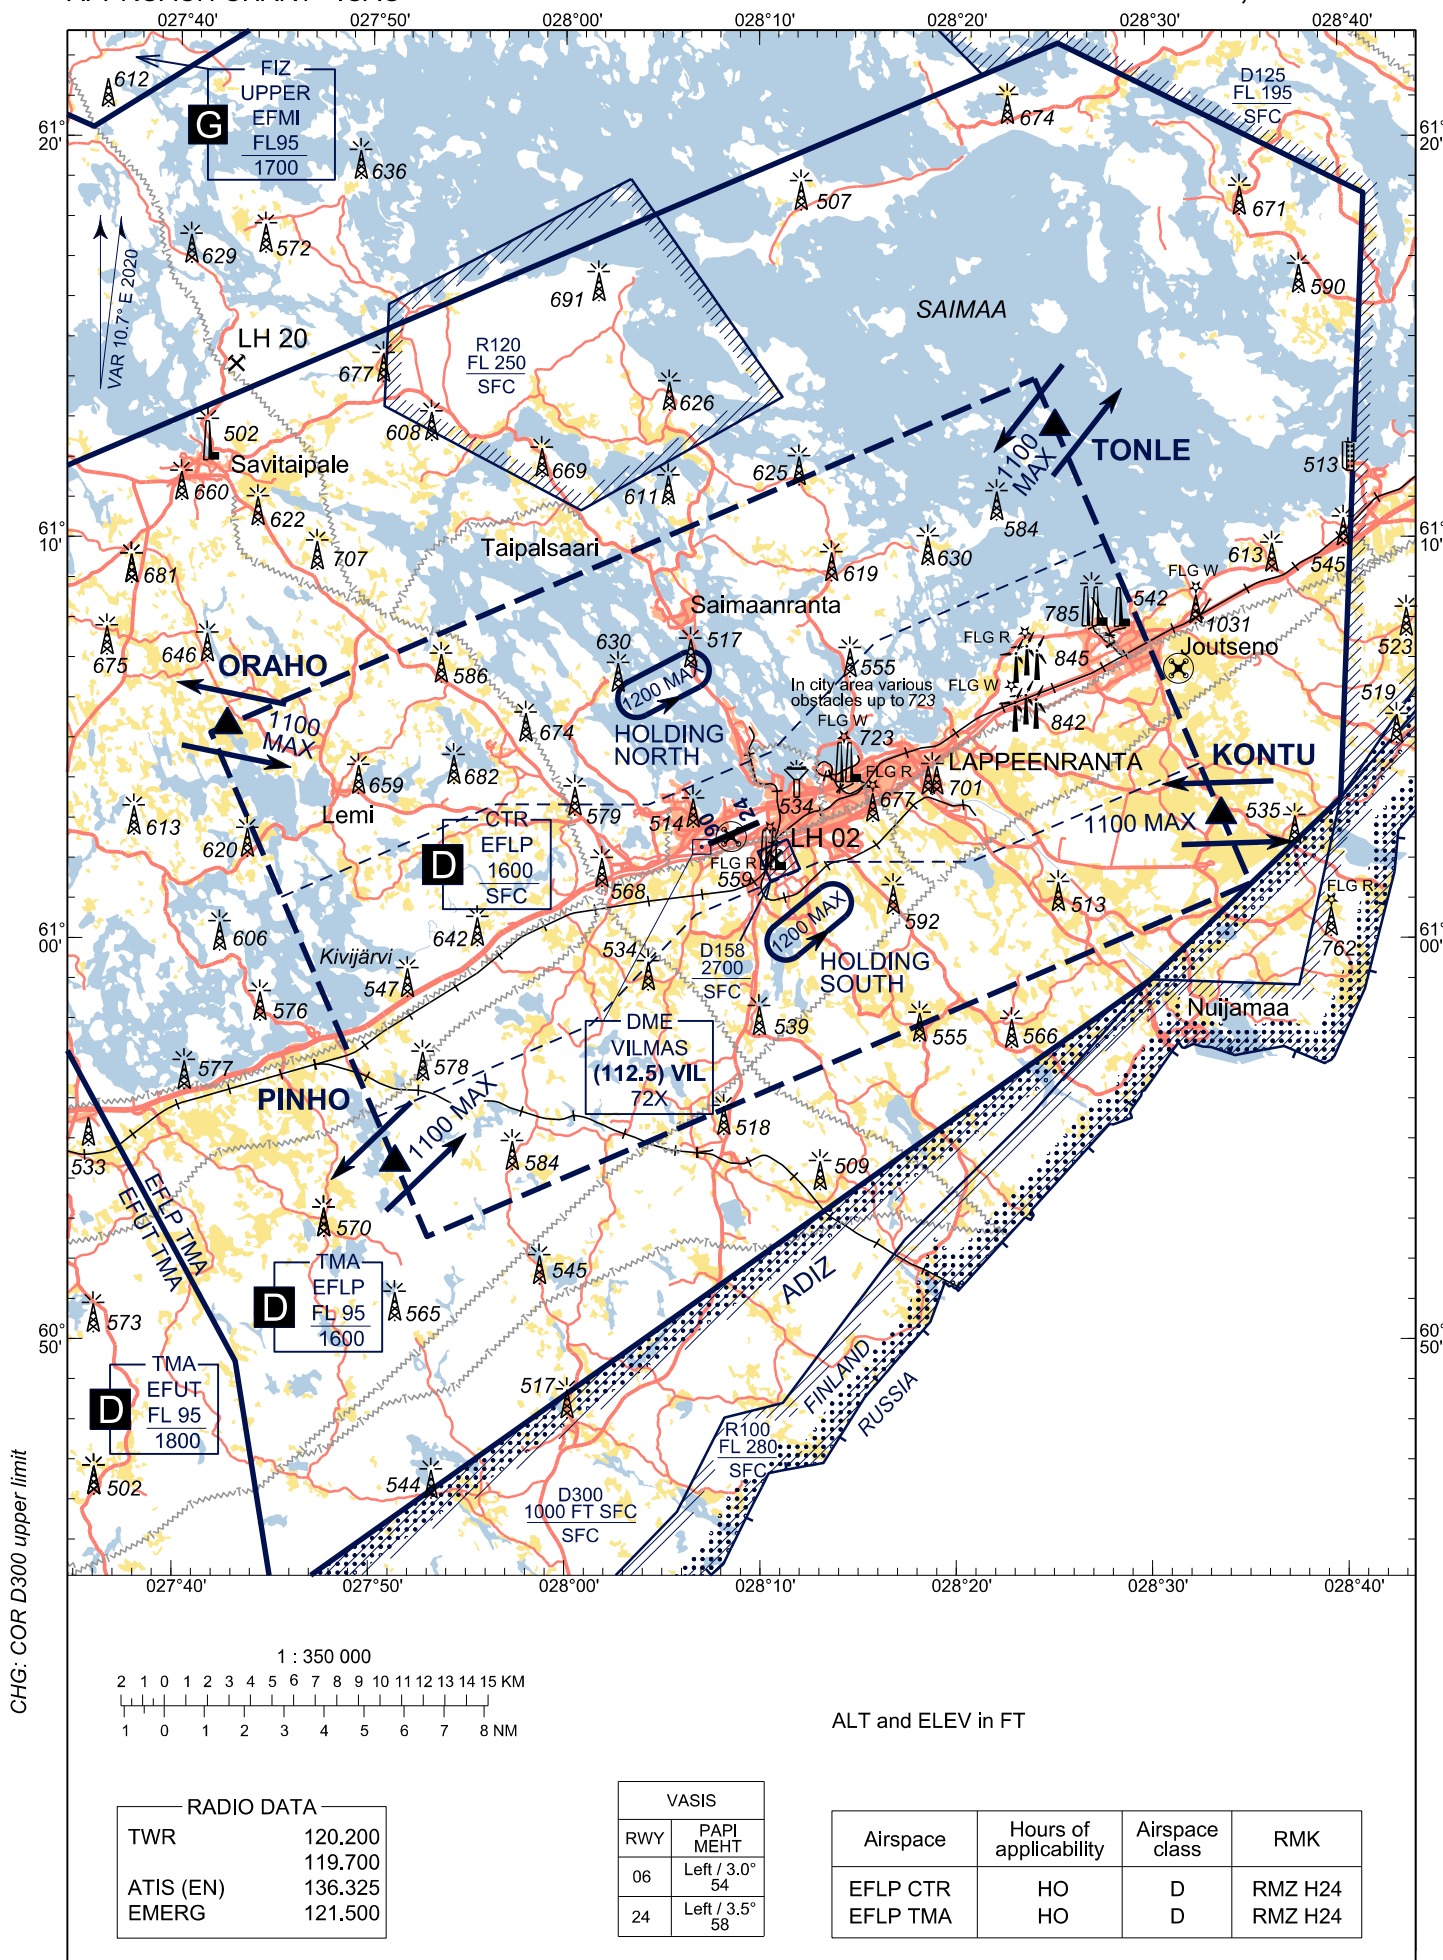 027°40'
027°50'
028°00'
028°10'
028°20'
028°30'
028°40'
612
FIZ
UPPER
EFMI
FL95
1700
G
D125
FL 195
SFC
674
61°
20'
61°
20'
636
507
671
629
572
590
VAR 10.7° E 2020
691
SAIMAA
LH 20
R120
FL 250
SFC
677
626
502
608
1100
MAX
TONLE
Savitaipale
669
625
513
660
611
622
584
61°
10'
61°
10'
707
Taipalsaari
630
613
545
681
619
FLG W
Saimaanranta
785
542
1031
675
646
ORAHO
630
517
FLG R
845
Joutseno
523
586
555
1200 MAX
In city area various
obstacles up to 723
FLG W
519
1100
MAX
674
HOLDING
NORTH
FLG W
723
842
KONTU
682
LAPPEENRANTA
659
FLG R
701
613
Lemi
579
514
06
24
534
677
1100 MAX
535
620
CTR
EFLP
1600
SFC
D
LH 02
FLG R
559
568
1200 MAX
592
513
FLG R
606
642
534
61°
00'
61°
00'
Kivijärvi
D158
2700
SFC
HOLDING
SOUTH
762
547
576
539
555
566
Nuijamaa
DME
VILMAS
(112.5) VIL
72X
577
578
PINHO
1100 MAX
518
533
584
509
EFLP TMA
EFUT TMA
570
TMA
EFLP
FL 95
1600
D
545
ADIZ
573
565
60°
50'
60°
50'
TMA
EFUT
FL 95
1800
D
517
FINLAND
RUSSIA
R100
FL 280
SFC
502
544
D300
1000 FT SFC
SFC
027°40'
027°50'
028°00'
028°10'
028°20'
028°30'
028°40'
CHG: COR D300 upper limit
1 : 350 000
2 1 0 1 2 3 4 5 6 7 8 9 10 11 12 13 14 15 KM
1 0 1 2 3 4 5 6 7 8 NM
ALT and ELEV in FT
RADIO DATA
TWR 120.200
119.700
ATIS (EN) 136.325
EMERG 121.500
VASIS
RWY PAPI MEHT
06 Left / 3.0° 54
24 Left / 3.5° 58
Airspace Hours of applicability Airspace class RMK
EFLP CTR HO D RMZ H24
EFLP TMA HO D RMZ H24